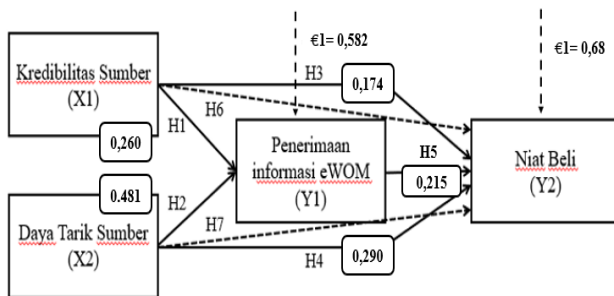 €1= 0,582
€1= 0,68
Kredibilitas Sumber
(X1)
0,260
H3
0,174
H6
H1
Penerimaan
informasi eWOM
(Y1)
H5
0,215
Niat Beli
(Y2)
0.481
H2
Daya Tarik Sumber
(X2)
H7
H4
0,290